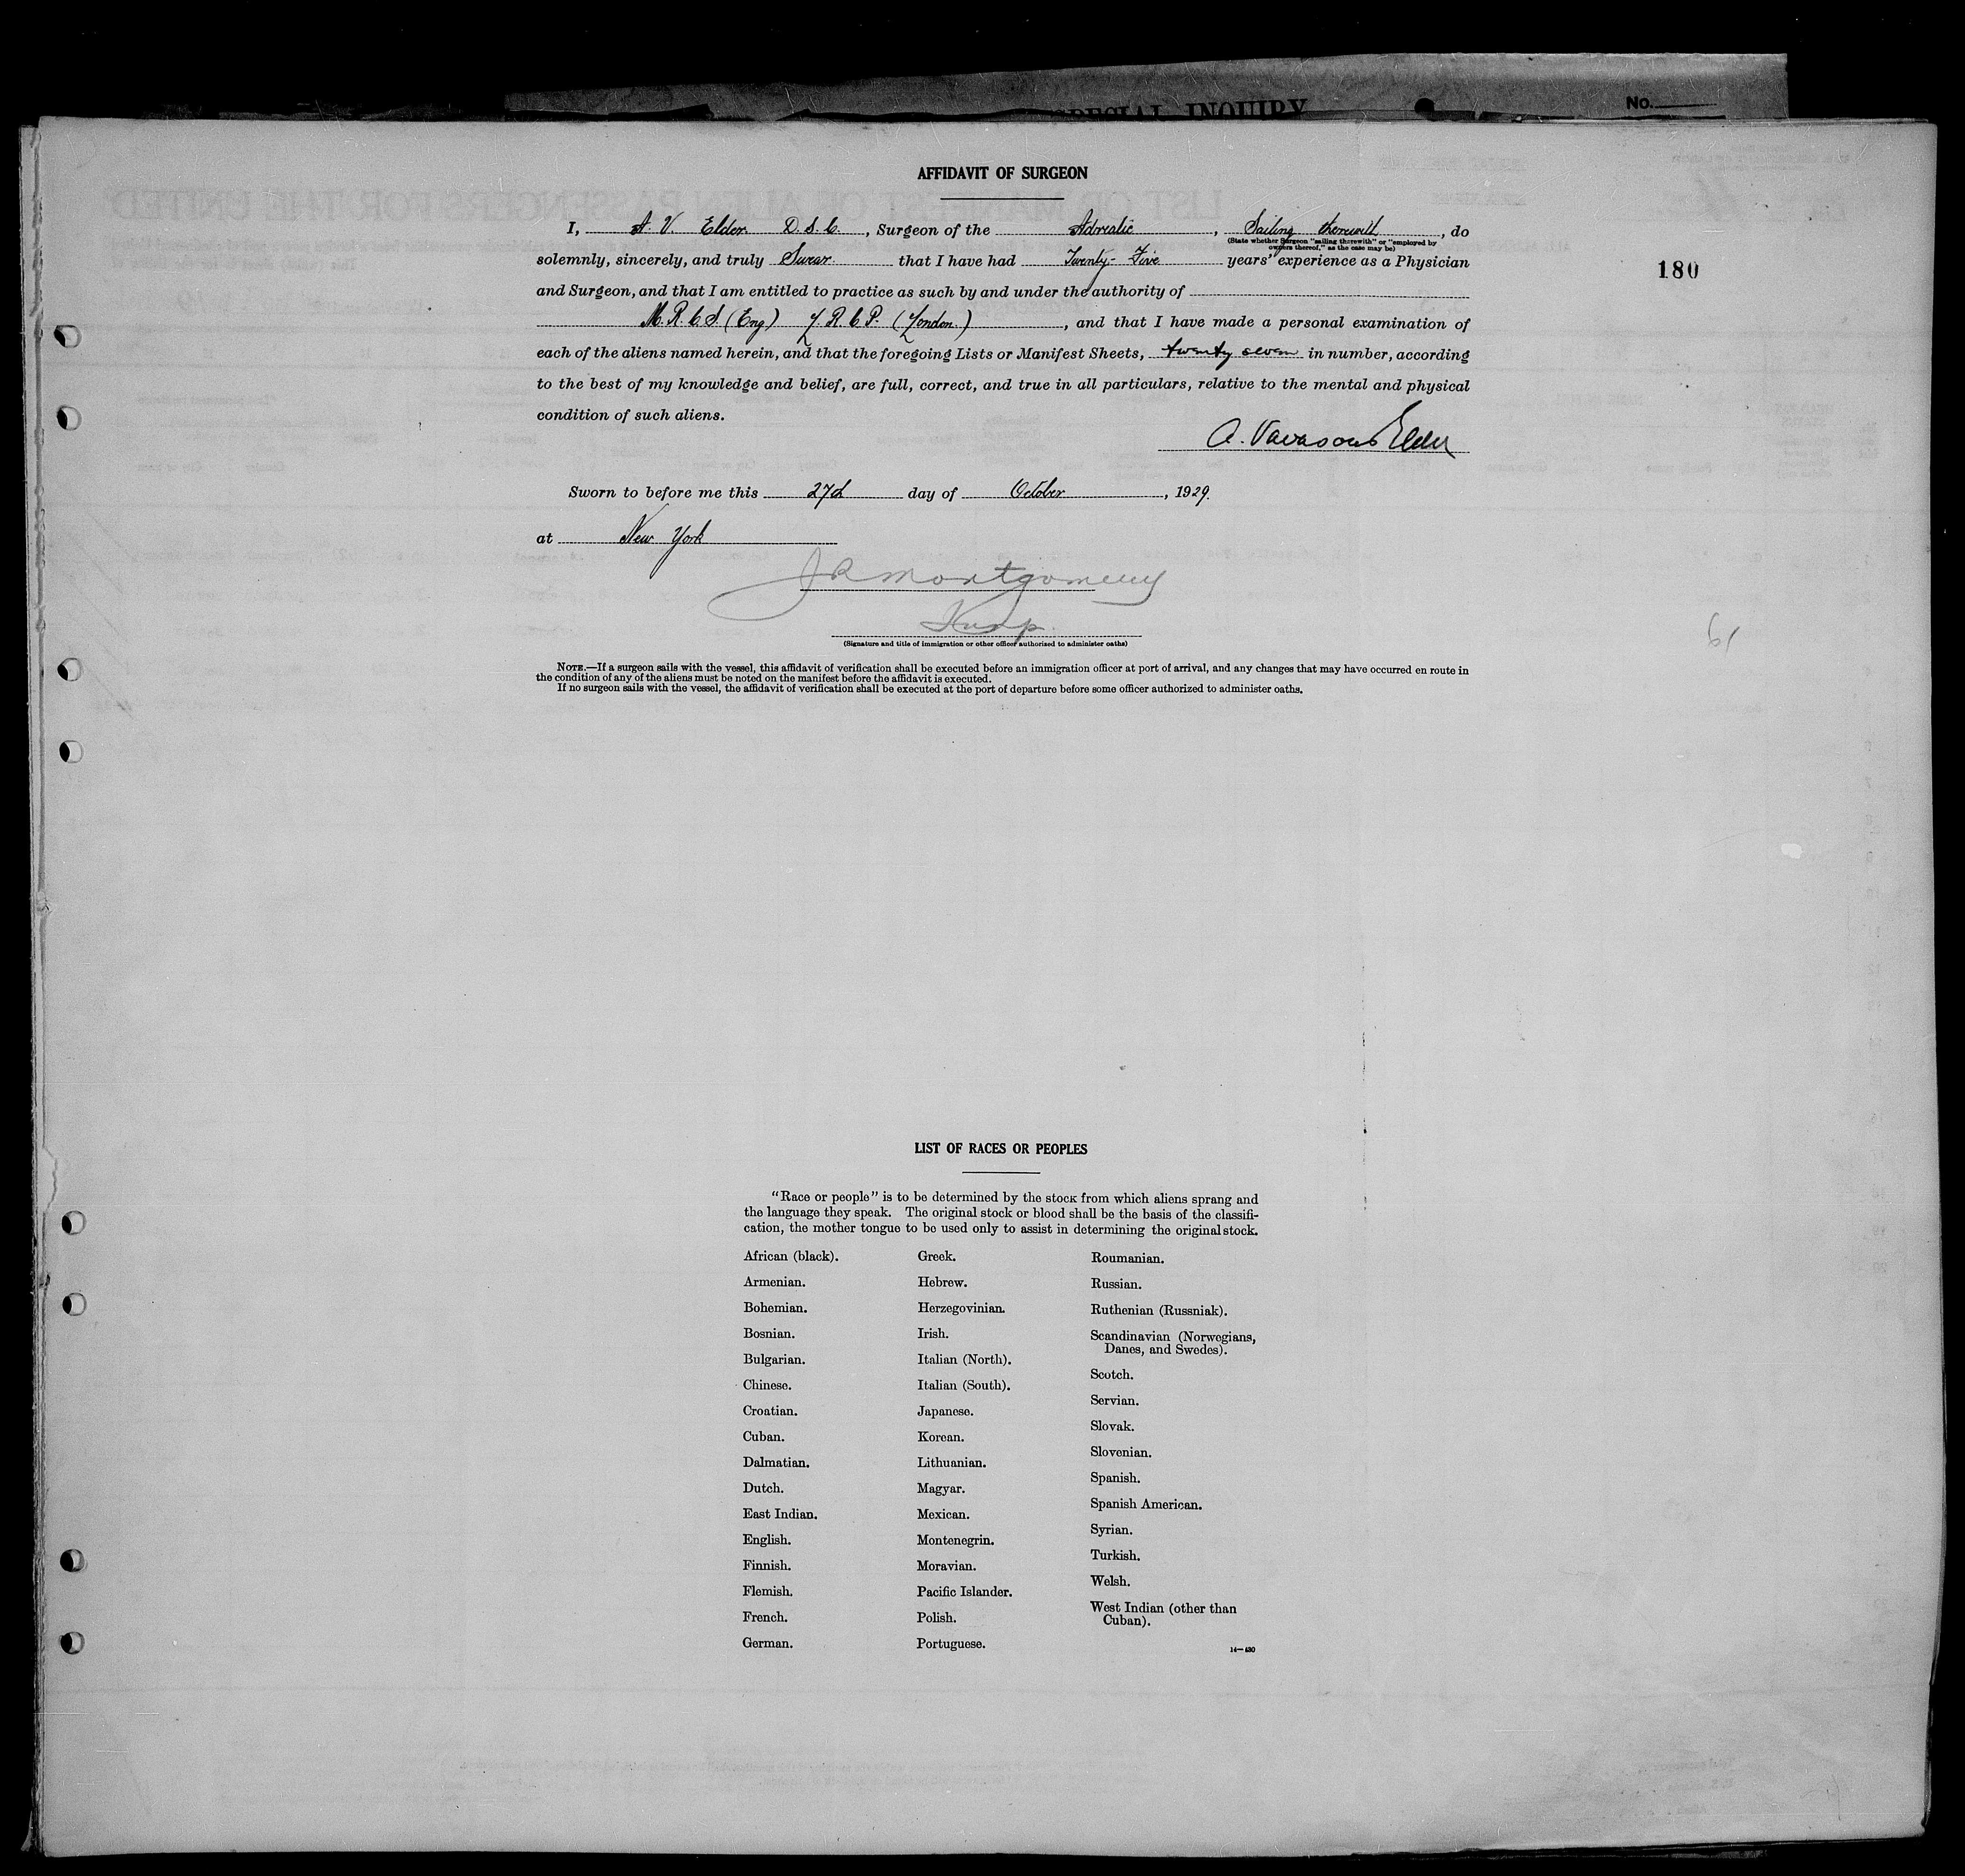 SPECIAL INQUIRY
No.
AFFIDAVIT OF SURGEON
I, A. V. Elder. D.S.C., Surgeon of the Adriatic, Sailing therewith, do
(State whether Surgeon "sailing therewith" or "employed by
owners thereof," as the case may be)
solemnly, sincerely, and truly Swear. that I have had Twenty-Five years' experience as a Physician
180
and Surgeon, and that I am entitled to practice as such by and under the authority of
M.R.C.S. (Eng) L.R.C.P. (London.), and that I have made a personal examination of
each of the aliens named herein, and that the foregoing Lists or Manifest Sheets, twenty seven in number, according
to the best of my knowledge and belief, are full, correct, and true in all particulars, relative to the mental and physical
condition of such aliens.
A. Vavasour Elder
Sworn to before me this 27th day of October, 1929.
at New York
J R Montgomery
Insp.
(Signature and title of immigration or other officer authorized to administer oaths)
NOTE.—If a surgeon sails with the vessel, this affidavit of verification shall be executed before an immigration officer at port of arrival, and any changes that may have occurred en route in
the condition of any of the aliens must be noted on the manifest before the affidavit is executed.
If no surgeon sails with the vessel, the affidavit of verification shall be executed at the port of departure before some officer authorized to administer oaths.
LIST OF RACES OR PEOPLES
"Race or people" is to be determined by the stock from which aliens sprang and
the language they speak. The original stock or blood shall be the basis of the classifi-
cation, the mother tongue to be used only to assist in determining the original stock.
African (black).
Armenian.
Bohemian.
Bosnian.
Bulgarian.
Chinese.
Croatian.
Cuban.
Dalmatian.
Dutch.
East Indian.
English.
Finnish.
Flemish.
French.
German.
Greek.
Hebrew.
Herzegovinian.
Irish.
Italian (North).
Italian (South).
Japanese.
Korean.
Lithuanian.
Magyar.
Mexican.
Montenegrin.
Moravian.
Pacific Islander.
Polish.
Portuguese.
Roumanian.
Russian.
Ruthenian (Russniak).
Scandinavian (Norwegians,
Danes, and Swedes).
Scotch.
Servian.
Slovak.
Slovenian.
Spanish.
Spanish American.
Syrian.
Turkish.
Welsh.
West Indian (other than
Cuban).
14—430